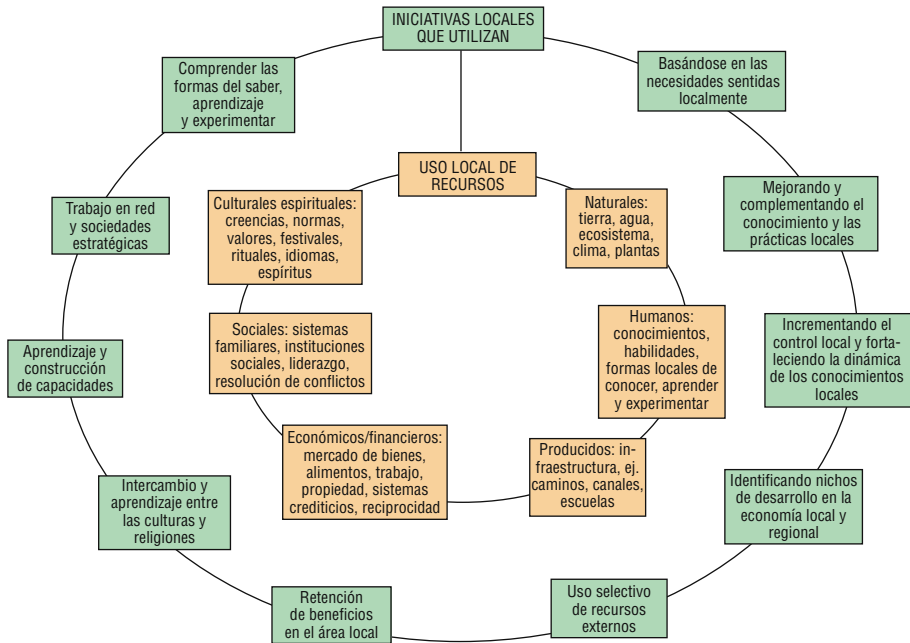 INICIATIVAS LOCALES
QUE UTILIZAN
Comprender las
formas del saber,
aprendizaje
y experimentar
Basándose en las
necesidades sentidas
localmente
USO LOCAL DE
RECURSOS
Trabajo en red
y sociedades
estratégicas
Culturales espirituales:
creencias, normas,
valores, festivales,
rituales, idiomas,
espíritus
Naturales:
tierra, agua,
ecosistema,
clima, plantas
Mejorando y
complementando el
conocimiento y las
prácticas locales
Aprendizaje y
construcción
de capacidades
Sociales: sistemas
familiares, instituciones
sociales, liderazgo,
resolución de conflictos
Humanos:
conocimientos,
habilidades,
formas locales de
conocer, aprender
y experimentar
Incrementando el
control local y forta-
leciendo la dinámica
de los conocimientos
locales
Económicos/financieros:
mercado de bienes,
alimentos, trabajo,
propiedad, sistemas
crediticios, reciprocidad
Producidos: in-
fraestructura, ej.
caminos, canales,
escuelas
Intercambio y
aprendizaje entre
las culturas y
religiones
Identificando nichos
de desarrollo en la
economía local y
regional
Retención
de beneficios
en el área local
Uso selectivo
de recursos
externos